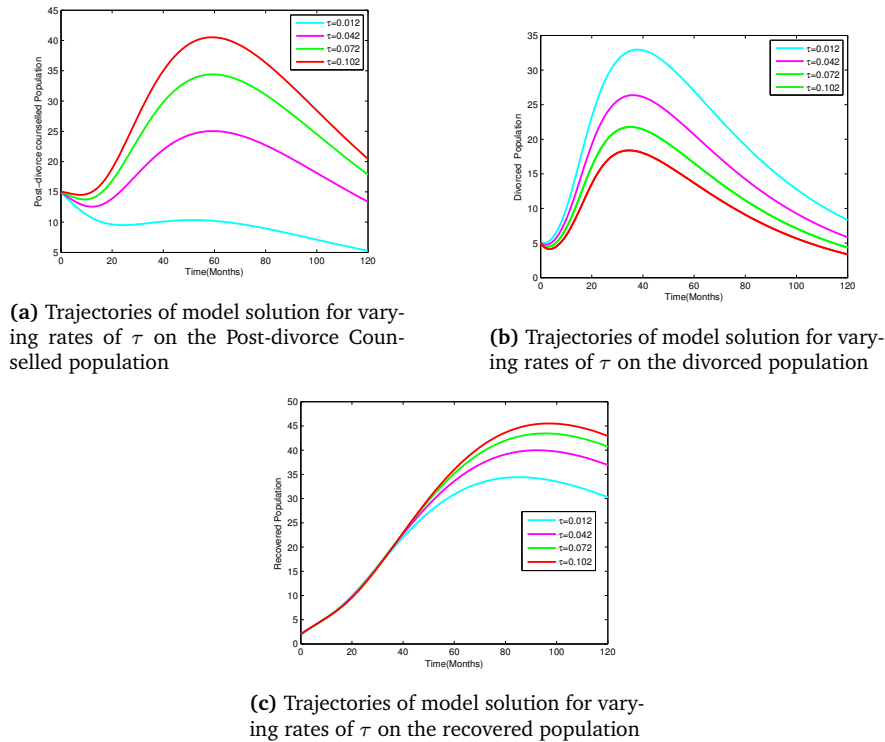 45
40
35
30
25
20
15
10
5
0
20
40
60
80
100
120
Post–divorce counselled Population
Time(Months)
τ=0.012
τ=0.042
τ=0.072
τ=0.102
(a) Trajectories of model solution for vary-
ing rates of τ on the Post-divorce Coun-
selled population
35
30
25
20
15
10
5
0
0
20
40
60
80
100
120
Divorced Population
Time(Months)
τ=0.012
τ=0.042
τ=0.072
τ=0.102
(b) Trajectories of model solution for vary-
ing rates of τ on the divorced population
50
45
40
35
30
25
20
15
10
5
0
0
20
40
60
80
100
120
Recovered Population
Time(Months)
τ=0.012
τ=0.042
τ=0.072
τ=0.102
(c) Trajectories of model solution for vary-
ing rates of τ on the recovered population